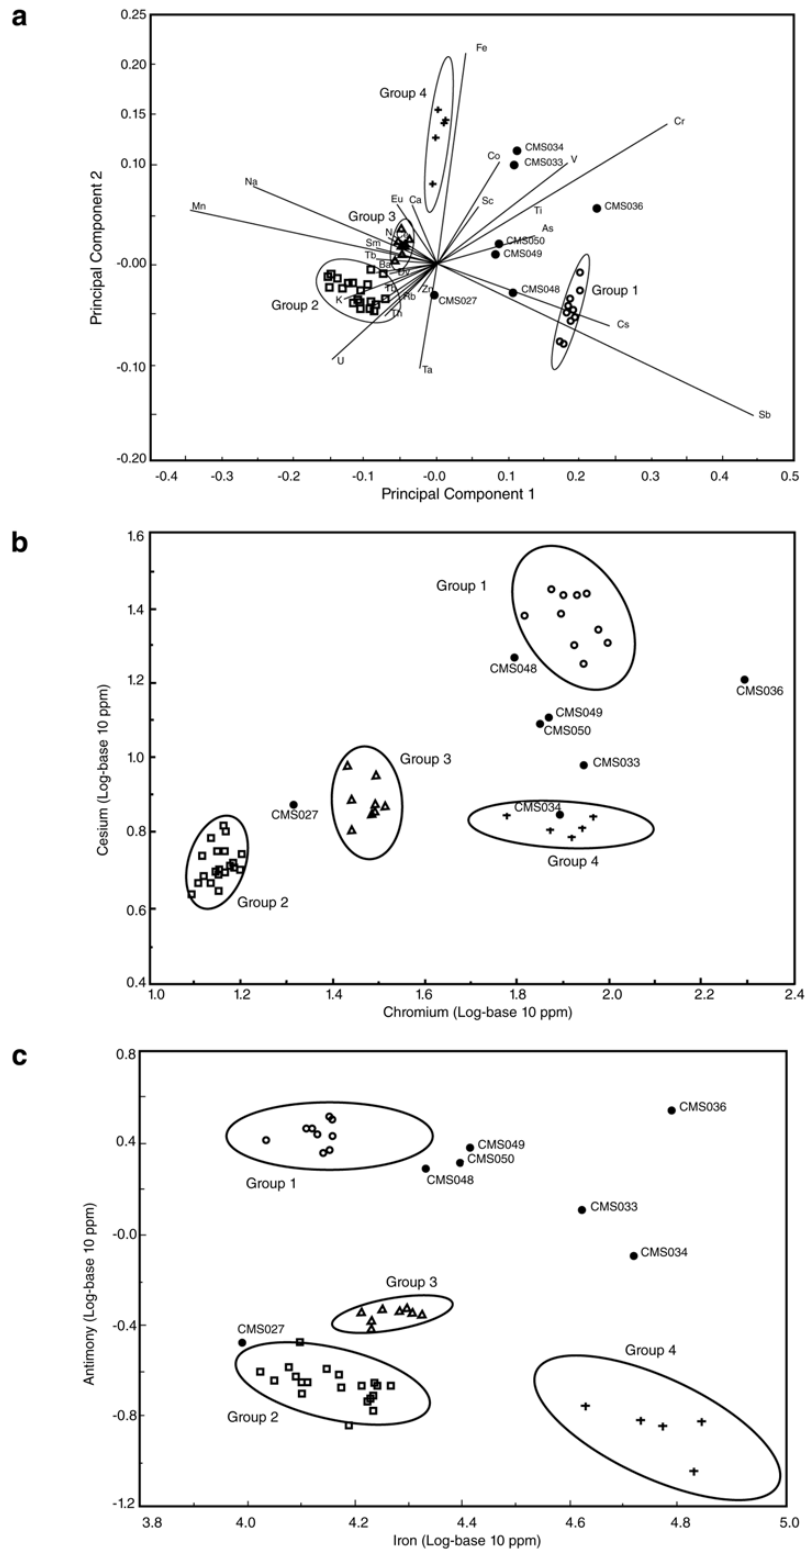 a
0.25
0.20
0.15
0.10
-0.00
-0.10
-0.20
Principal Component 2
Fe
Group 4
Cr
Co
CMS034
V
CMS033
Na
Mn
Eu
Ca
Sc
Ti
CMS036
Group 3
N
As
Sm
CMS050
Tb
CMS049
Ba
Group 2
K
Rb
Zn
CMS027
CMS048
Group 1
Th
Cs
U
Ta
Sb
-0.4
-0.3
-0.2
-0.1
-0.0
0.1
0.2
0.3
0.4
0.5
Principal Component 1
b
1.6
1.4
1.2
1.0
0.8
0.6
0.4
Cesium (Log-base 10 ppm)
Group 1
CMS048
CMS036
CMS049
CMS050
Group 3
CMS033
CMS027
CMS034
Group 4
Group 2
1.0
1.2
1.4
1.6
1.8
2.0
2.2
2.4
Chromium (Log-base 10 ppm)
c
0.8
0.4
-0.0
-0.4
-0.8
-1.2
Antimony (Log-base 10 ppm)
CMS036
CMS049
CMS050
Group 1
CMS048
CMS033
CMS034
Group 3
CMS027
Group 4
Group 2
3.8
4.0
4.2
4.4
4.6
4.8
5.0
Iron (Log-base 10 ppm)